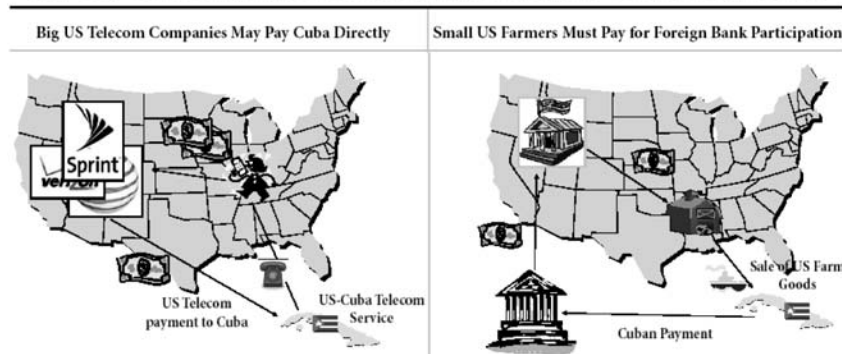 Big US Telecom Companies May Pay Cuba Directly
Small US Farmers Must Pay for Foreign Bank Participation
Sprint
verizon
US Telecom
payment to Cuba
US-Cuba Telecom
Service
Sale of US Farm
Goods
Cuban Payment